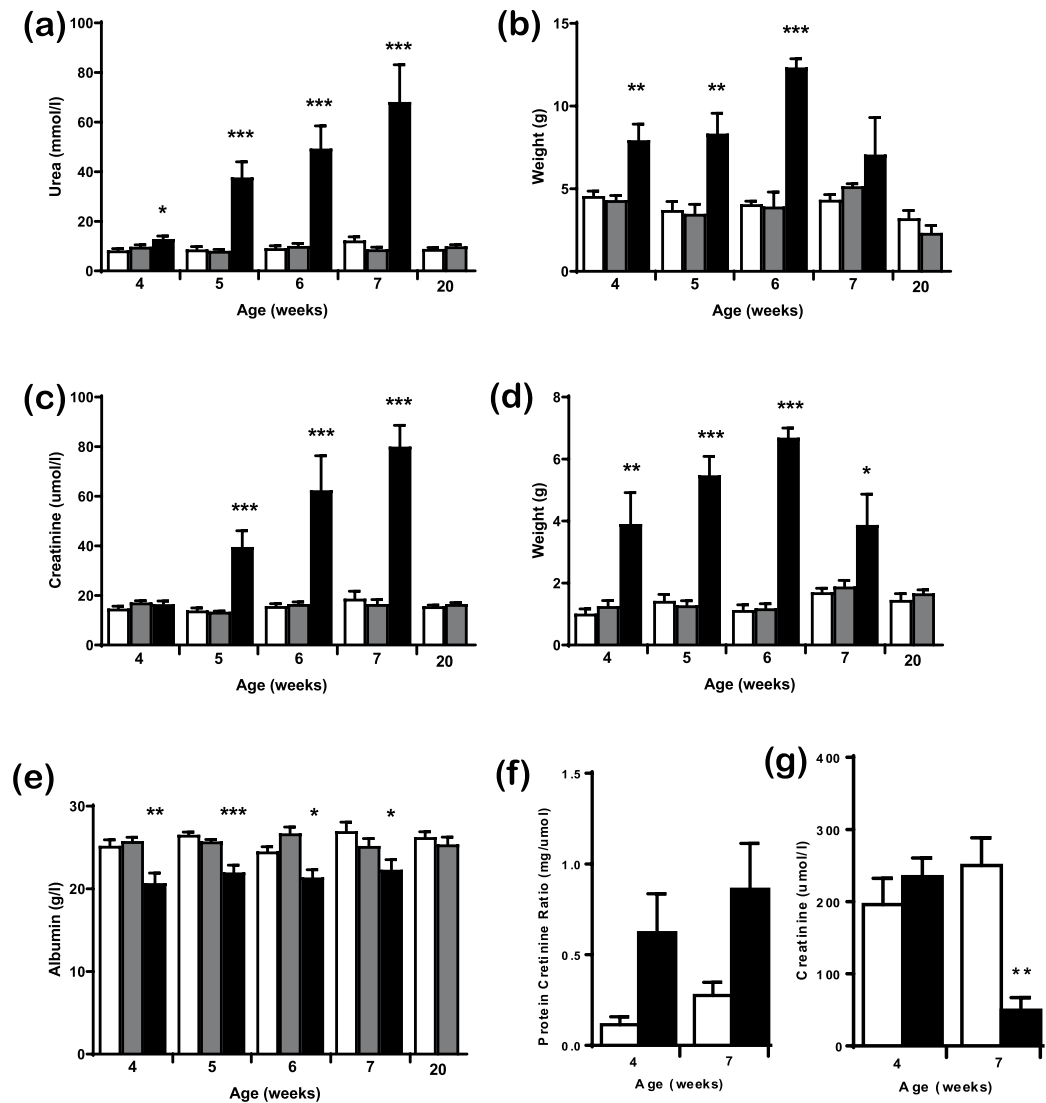 (a)
100
80
60
40
20
0
Urea (mmol/l)
*
***
***
***
4 5 6 7 20
Age (weeks)
(b)
15
10
5
0
Weight (g)
**
**
***
4 5 6 7 20
Age (weeks)
(c)
100
80
60
40
20
0
Creatinine (umol/l)
***
***
***
4 5 6 7 20
Age (weeks)
(d)
8
6
4
2
0
Weight (g)
**
***
***
*
4 5 6 7 20
Age (weeks)
(e)
30
20
10
0
Albumin (g/l)
** *** * *
4 5 6 7 20
Age (weeks)
(f)
1.5
1.0
0.5
0.0
Protein Cretinine Ratio (mg/umol)
4 7
Age (weeks)
(g)
400
300
200
100
0
Creatinine (umol/l)
**
4 7
Age (weeks)